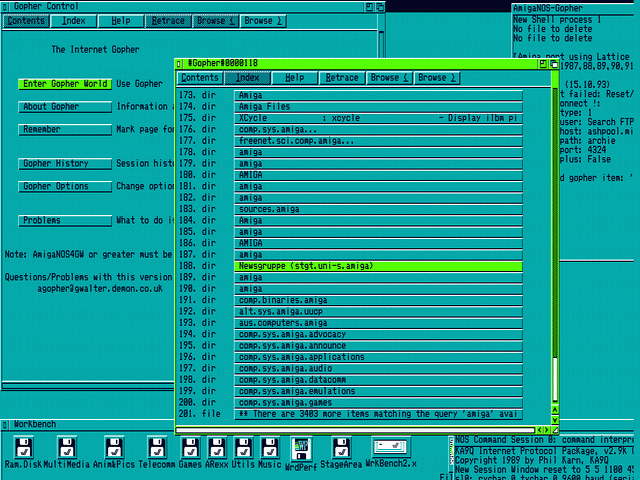 Gopher Control
Contents Index Help Retrace Browse < Browse >
The Internet Gopher
Enter Gopher World Use Gopher
About Gopher Information
Remember Mark page for
Gopher History Session hist
Gopher Options Change optio
Problems What to do i
Note: AmigaNOS4GW or greater must be
Questions/Problems with this version
agopher@gwalter.demon.co.uk
#Gopher#0000118
Contents Index Help Retrace Browse < Browse >
173. dir Amiga
174. dir Amiga Files
175. dir XCycle : xcycle - Display ilbm pi
176. dir comp.sys.amiga...
177. dir freenet.sci.comp.amiga...
178. dir amiga
179. dir amiga
180. dir AMIGA
181. dir amiga
182. dir amiga
183. dir sources.amiga
184. dir Amiga
185. dir amiga
186. dir AMIGA
187. dir amiga
188. dir Newsgruppe (stgt.uni-s.amiga)
189. dir amiga
190. dir amiga
191. dir comp.binaries.amiga
192. dir alt.sys.amiga.uucp
193. dir aus.computers.amiga
194. dir comp.sys.amiga.advocacy
195. dir comp.sys.amiga.announce
196. dir comp.sys.amiga.applications
197. dir comp.sys.amiga.audio
198. dir comp.sys.amiga.datacomm
199. dir comp.sys.amiga.emulations
200. dir comp.sys.amiga.games
201. file ** There are 3403 more items matching the query 'amiga' avai
AmigaNOS-Gopher
New Shell process 1
No file to delete
No file to delete
[Amiga port using Lattice
1987,88,89,90,91
(15.10.93)
t failed: Reset/
onnect !:
type: 1
user: Search FTP
host: ashpool.mi
path: archie
port: 4324
plus: False
d gopher item: '
Workbench
Ram.Disk MultiMedia Anim&Pics Telecomm Games ARexx Utils Music WrdPerf StageArea WrkBench2.x
NOS Command Session 0: command interpre
KA9Q Internet Protocol Package, v2.9K
Copyright 1989 by Phil Karn, KA9Q
New Session Window reset to 5 5 1100 45